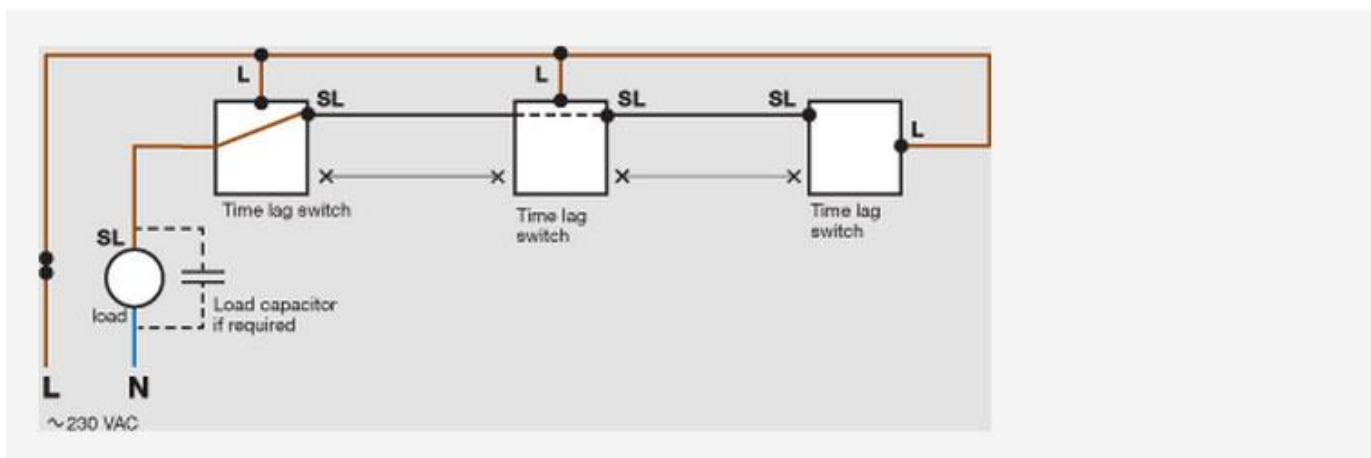 L
L
SL
SL
SL
L
Time lag switch
Time lag
switch
Time lag
switch
SL
load
Load capacitor
if required
L
N
~230 VAC